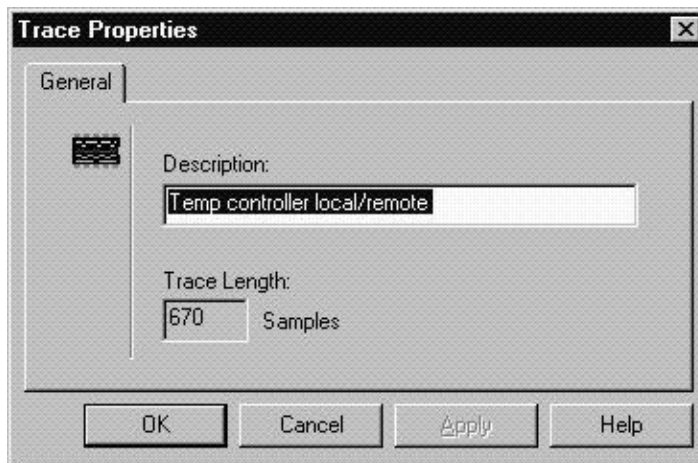 Trace Properties
General
Description:
Temp controller local/remote
Trace Length:
670 Samples
OK Cancel Apply Help